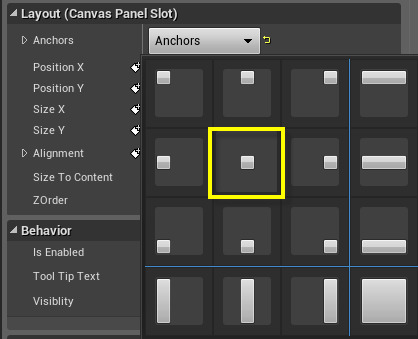 Layout (Canvas Panel Slot)
Anchors
Anchors
Position X
Position Y
Size X
Size Y
Alignment
Size To Content
ZOrder
Behavior
Is Enabled
Tool Tip Text
Visiblity